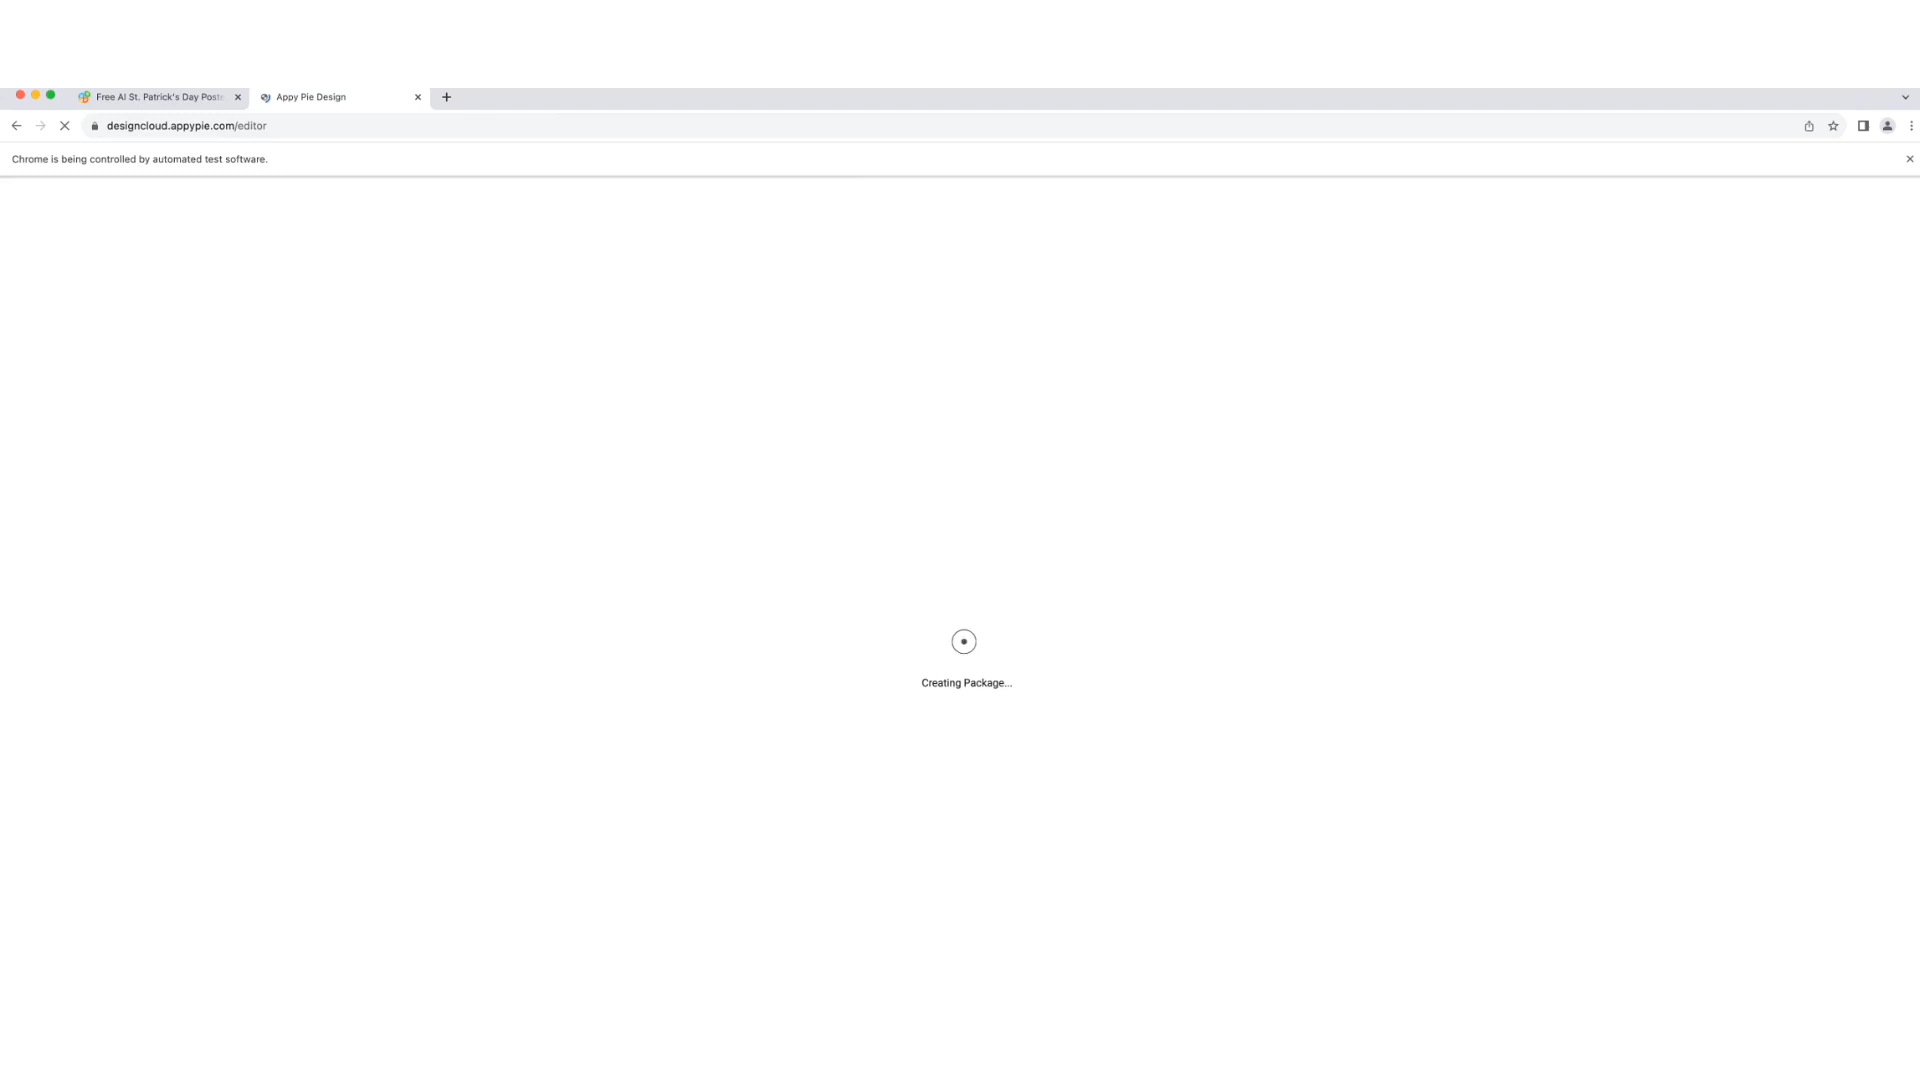 Free AI St. Patrick's Day Poste
Appy Pie Design
designcloud.appypie.com/editor
Chrome is being controlled by automated test software.
Creating Package...